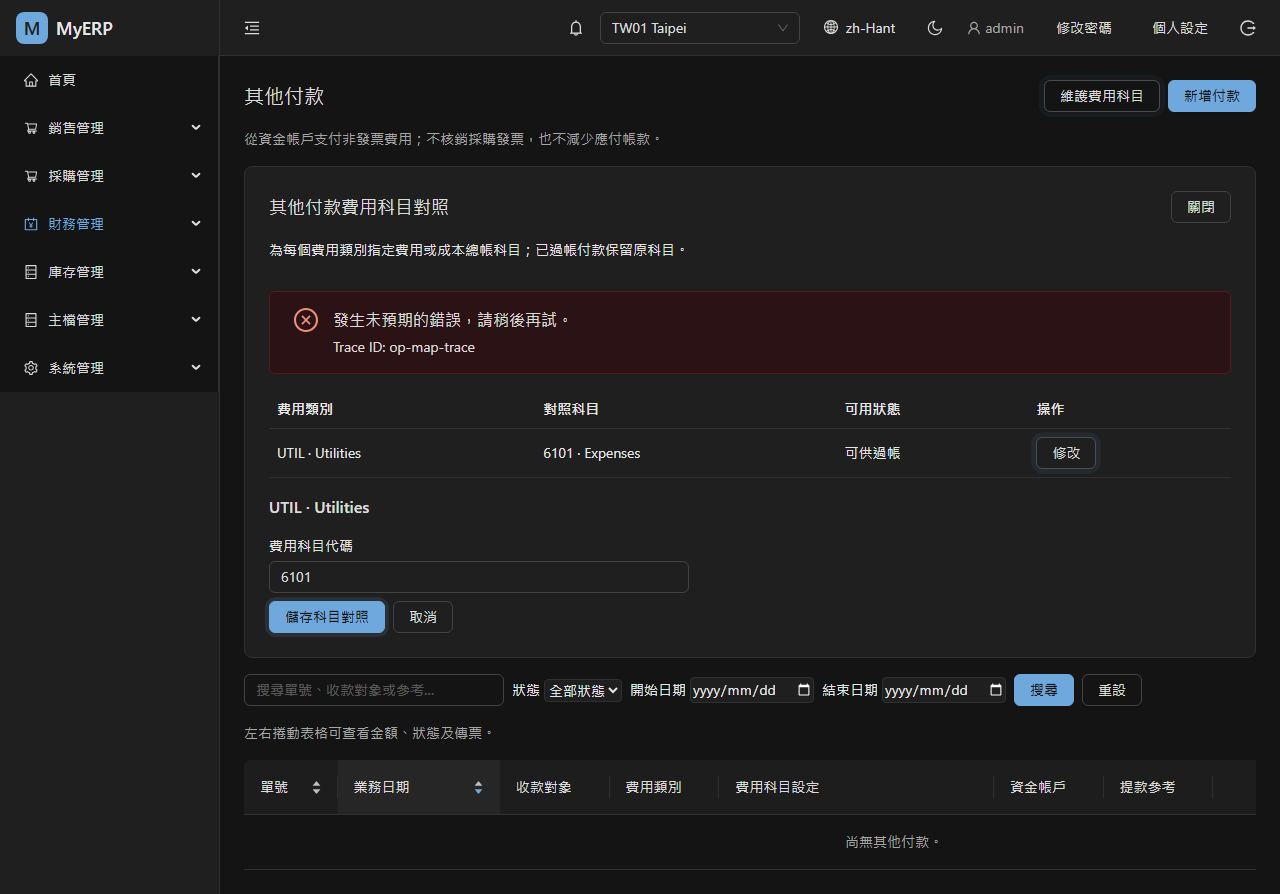 M MyERP
TW01 Taipei
zh-Hant
admin
修改密碼
個人設定
首頁
銷售管理
採購管理
財務管理
庫存管理
主檔管理
系統管理
其他付款
維護費用科目
新增付款
從資金帳戶支付非發票費用；不核銷採購發票，也不減少應付帳款。
其他付款費用科目對照
關閉
為每個費用類別指定費用或成本總帳科目；已過帳付款保留原科目。
發生未預期的錯誤，請稍後再試。
Trace ID: op-map-trace
費用類別 對照科目 可用狀態 操作
UTIL · Utilities 6101 · Expenses 可供過帳 修改
UTIL · Utilities
費用科目代碼
6101
儲存科目對照 取消
搜尋單號、收款對象或參考... 狀態 全部狀態 開始日期 yyyy/mm/dd 結束日期 yyyy/mm/dd 搜尋 重設
左右捲動表格可查看金額、狀態及傳票。
單號 業務日期 收款對象 費用類別 費用科目設定 資金帳戶 提款參考
尚無其他付款。